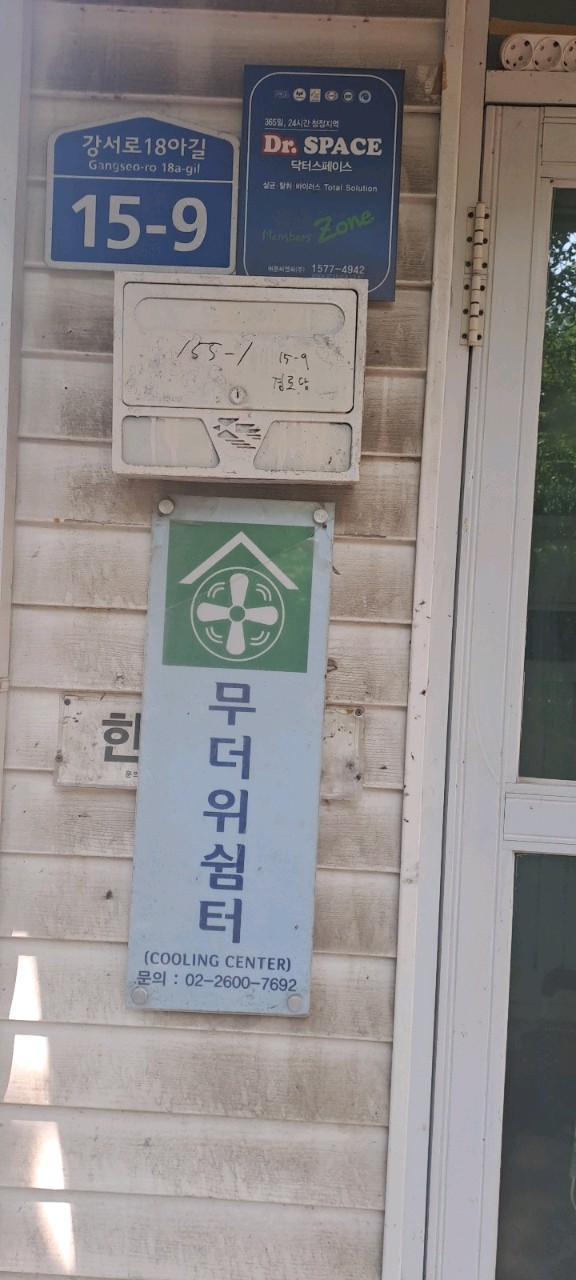 강서로18아길
Gangseo-ro 18a-gil
15-9
365일, 24시간 청정지역
Dr. SPACE
닥터스페이스
살균·탈취·바이러스 Total Solution
Members Zone
1577-4942
155-1
15-9
경로당
한
문의
무
더
위
쉼
터
(COOLING CENTER)
문의 : 02-2600-7692